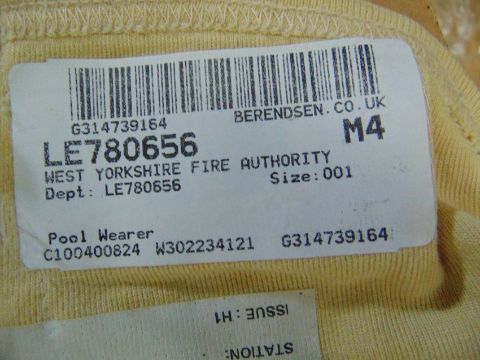 G314739164 BERENDSEN.CO.UK
LE780656 M4
WEST YORKSHIRE FIRE AUTHORITY
Dept: LE780656 Size:001
Pool Wearer
C100400824 W302234121 G314739164
ISSUE: H1
STATION: